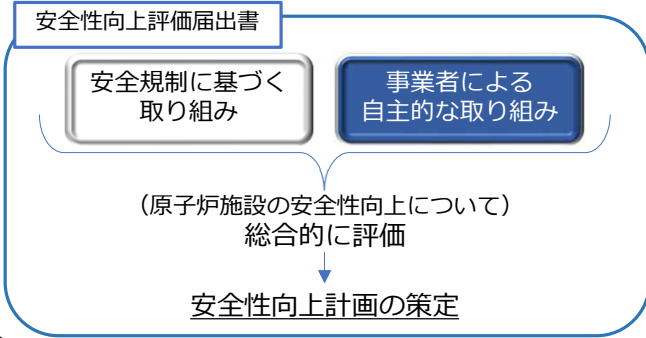 安全性向上評価届出書
安全規制に基づく
取り組み
事業者による
自主的な取り組み
（原子炉施設の安全性向上について）
総合的に評価
安全性向上計画の策定